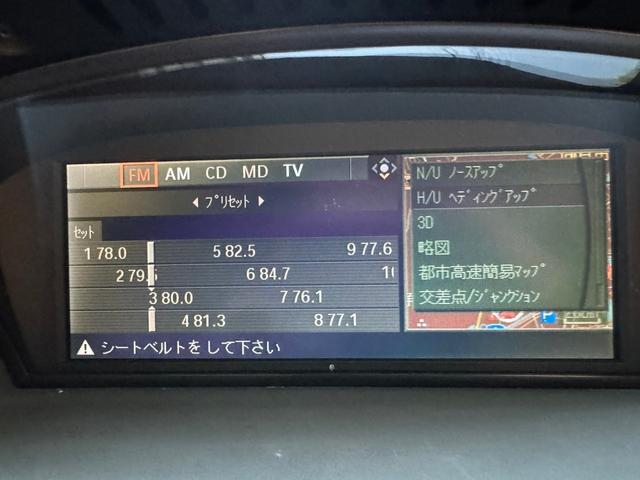 FM AM CD MD TV
◂ プリセット ▸
セット
1 78.0 5 82.5 9 77.6
2 79. 6 84.7
3 80.0 7 76.1
4 81.3 8 77.1
シートベルトを して下さい
N/U ノースアップ
H/U ヘディングアップ
3D
略図
都市高速簡易マップ
交差点/ジャンクション